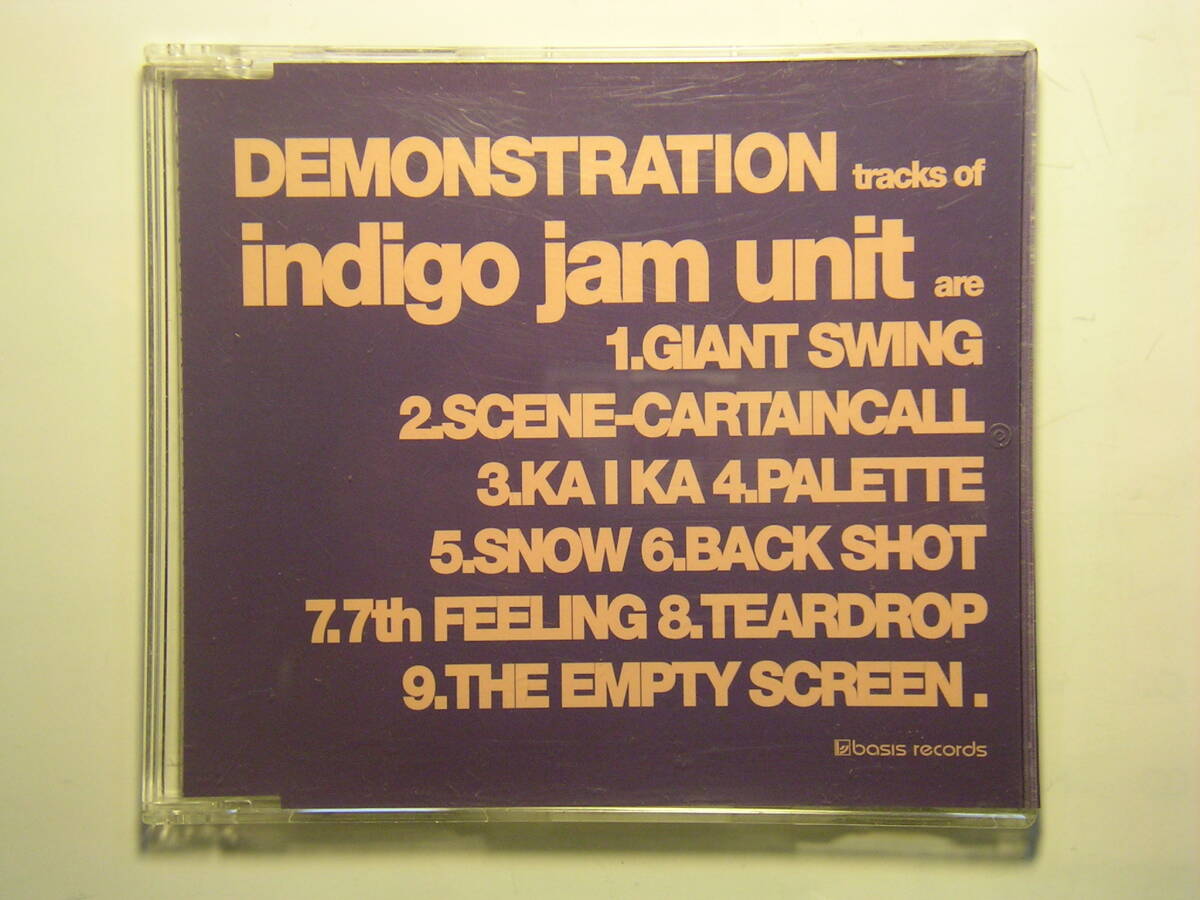 DEMONSTRATION tracks of
indigo jam unit are
1.GIANT SWING
2.SCENE-CARTAINCALL
3.KA I KA 4.PALETTE
5.SNOW 6.BACK SHOT
7.7th FEELING 8.TEARDROP
9.THE EMPTY SCREEN .
basis records